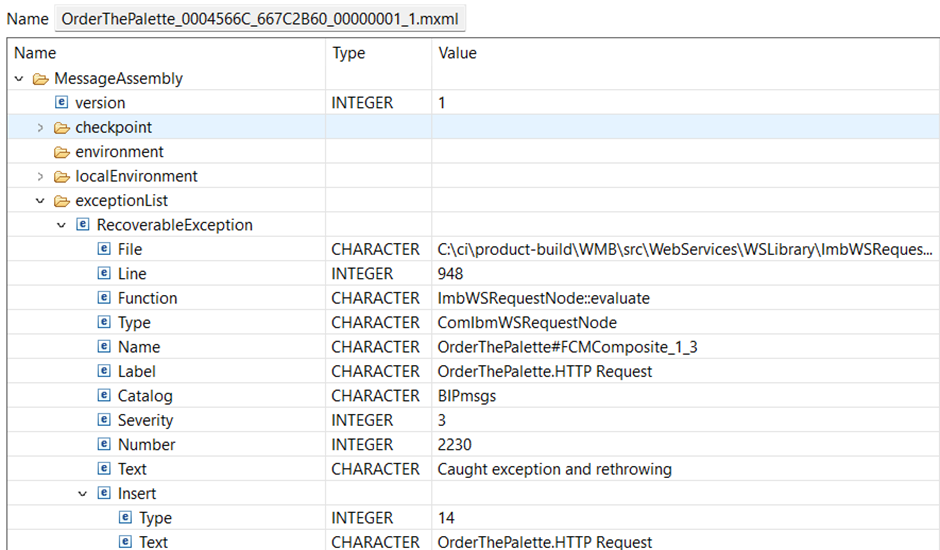 Name OrderThePalette_0004566C_667C2B60_00000001_1.mxml
Name Type Value
MessageAssembly
version INTEGER 1
checkpoint
environment
localEnvironment
exceptionList
RecoverableException
File CHARACTER C:\ci\product-build\WMB\src\WebServices\WSLibrary\ImbWSReques...
Line INTEGER 948
Function CHARACTER ImbWSRequestNode::evaluate
Type CHARACTER ComIbmWSRequestNode
Name CHARACTER OrderThePalette#FCMComposite_1_3
Label CHARACTER OrderThePalette.HTTP Request
Catalog CHARACTER BIPmsgs
Severity INTEGER 3
Number INTEGER 2230
Text CHARACTER Caught exception and rethrowing
Insert
Type INTEGER 14
Text CHARACTER OrderThePalette.HTTP Request